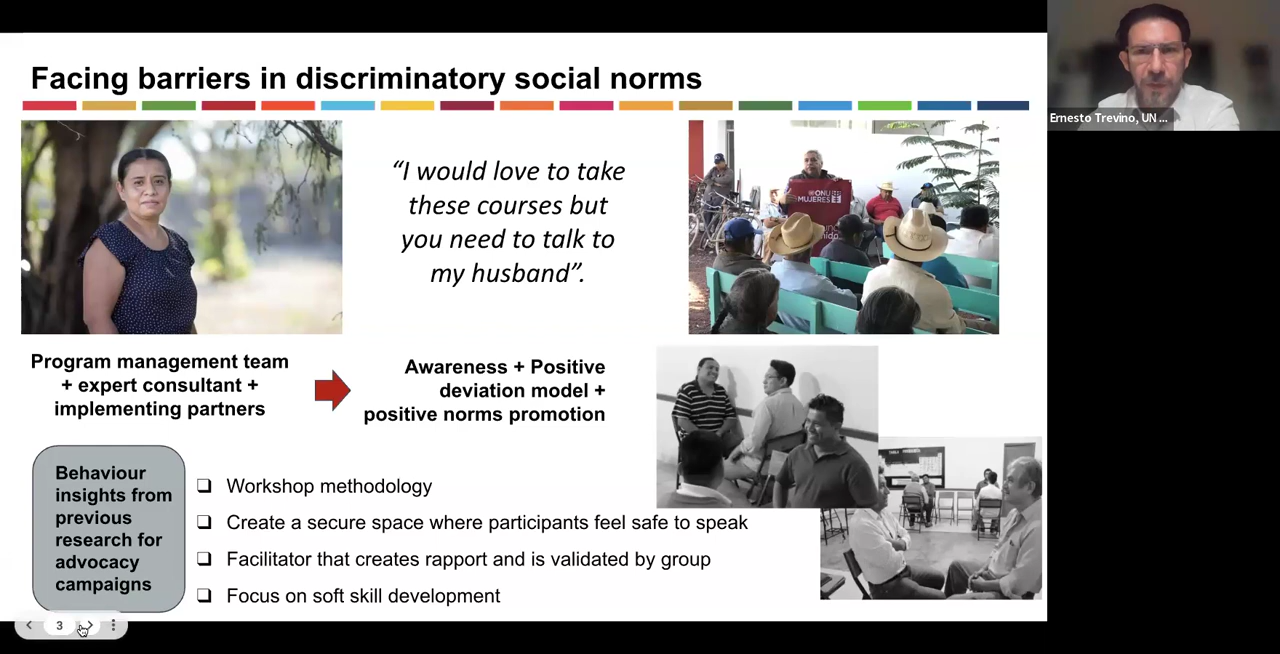 Facing barriers in discriminatory social norms
“I would love to take
these courses but
you need to talk to
my husband”.
ONU
MUJERES
Program management team
+ expert consultant +
implementing partners
Awareness + Positive
deviation model +
positive norms promotion
Behaviour
insights from
previous
research for
advocacy
campaigns
Workshop methodology
Create a secure space where participants feel safe to speak
Facilitator that creates rapport and is validated by group
Focus on soft skill development
3
Ernesto Trevino, UN ...